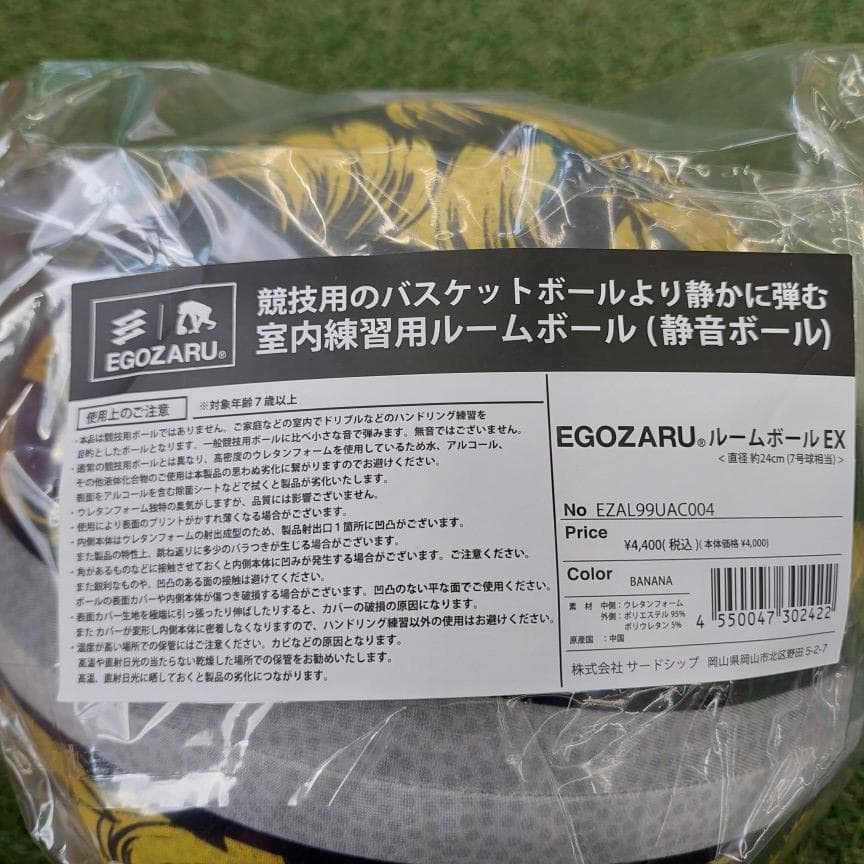 EGOZARU®
競技用のバスケットボールより静かに弾む
室内練習用ルームボール(静音ボール)
使用上のご注意
※対象年齢7歳以上
・本品は競技用ボールではありません。ご家庭などの室内でドリブルなどのハンドリング練習を
目的としたボールとなります。一般競技用ボールに比べ小さな音で弾みます。無音ではございません。
・通常の競技用ボールとは異なり、高密度のウレタンフォームを使用しているため水、アルコール、
その他液体化合物のご使用は本製品の思わぬ劣化に繋がりますのでお避けください。
表面をアルコールを含む除菌シートなどで拭くと製品が劣化いたします。
・ウレタンフォーム独特の臭気がしますが、品質には影響ございません。
・使用により表面のプリントがかすれ薄くなる場合がございます。
・内側本体はウレタンフォームの射出成型のため、製品射出口1箇所に凹凸がございます。
また製品の特性上、跳ね返りに多少のバラつきが生じる場合がございます。
・角があるものなどに接触させておくと内側本体に凹みが発生する場合がございます。ご注意ください。
また鋭利なものや、凹凸のある面の接触は避けてください。
ボールの表面カバーや内側本体が傷つき破損する場合がございます。凹凸のない平な面でご使用ください。
・表面カバー生地を極端に引っ張ったり伸ばしたりすると、カバーの破損の原因になります。
また カバーが変形し内側本体に密着しなくなりますので、ハンドリング練習以外の使用はお避けください。
・湿度が高い場所での保管はご注意ください。カビなどの原因となります。
高温や直射日光の当たらない乾燥した場所での保管をお勧めいたします。
高温、直射日光に晒しておくと製品の劣化につながります。
EGOZARU®ルームボールEX
<直径 約24cm (7号球相当)>
No EZAL99UAC004
Price
¥4,400(税込)(本体価格 ¥4,000)
Color BANANA
素 材 中側:ウレタンフォーム
外側:ポリエステル 95%
ポリウレタン 5%
原産国 :中国
4 550047 302422
株式会社 サードシップ 岡山県岡山市北区野田 5-2-7